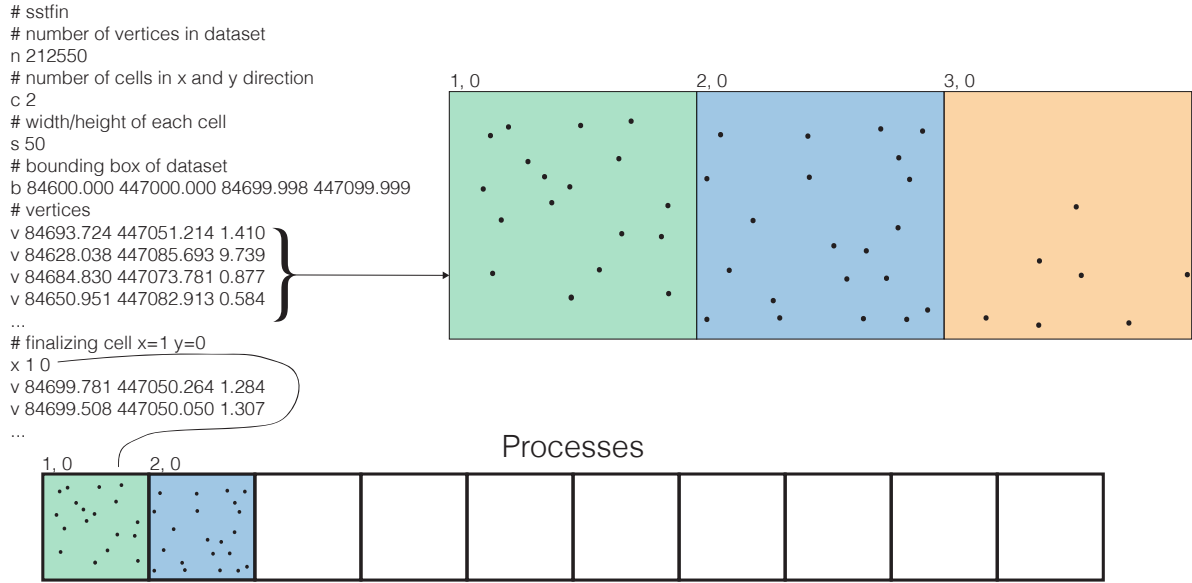 # sstfin
# number of vertices in dataset
n 212550
# number of cells in x and y direction
c 2
# width/height of each cell
s 50
# bounding box of dataset
b 84600.000 447000.000 84699.998 447099.999
# vertices
v 84693.724 447051.214 1.410
v 84628.038 447085.693 9.739
v 84684.830 447073.781 0.877
v 84650.951 447082.913 0.584
...
# finalizing cell x=1 y=0
x 1 0
v 84699.781 447050.264 1.284
v 84699.508 447050.050 1.307
...
1, 0 2, 0 3, 0
Processes
1, 0 2, 0